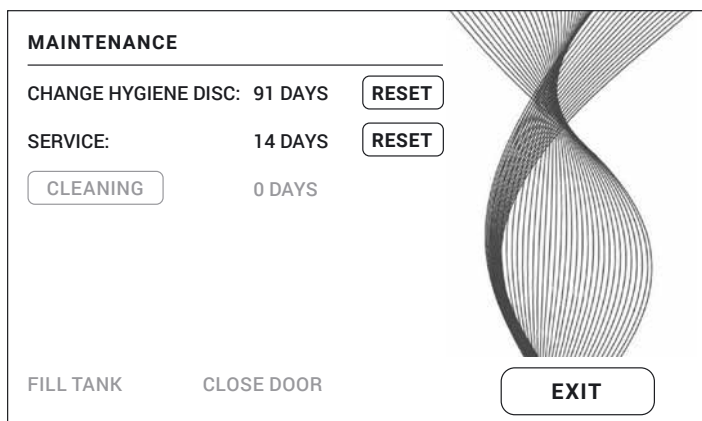 MAINTENANCE
CHANGE HYGIENE DISC: 91 DAYS RESET
SERVICE: 14 DAYS RESET
CLEANING 0 DAYS
FILL TANK CLOSE DOOR EXIT